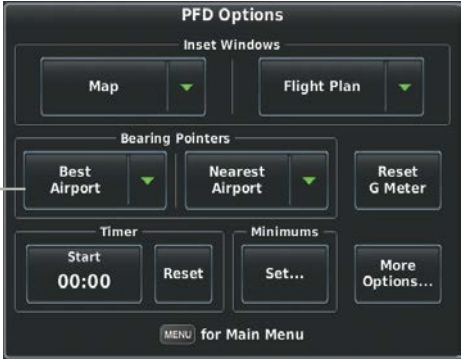 PFD Options
Inset Windows
Map
Flight Plan
Bearing Pointers
Best
Airport
Nearest
Airport
Reset
G Meter
Timer
Minimums
Start
00:00
Reset
Set...
More
Options...
MENU for Main Menu